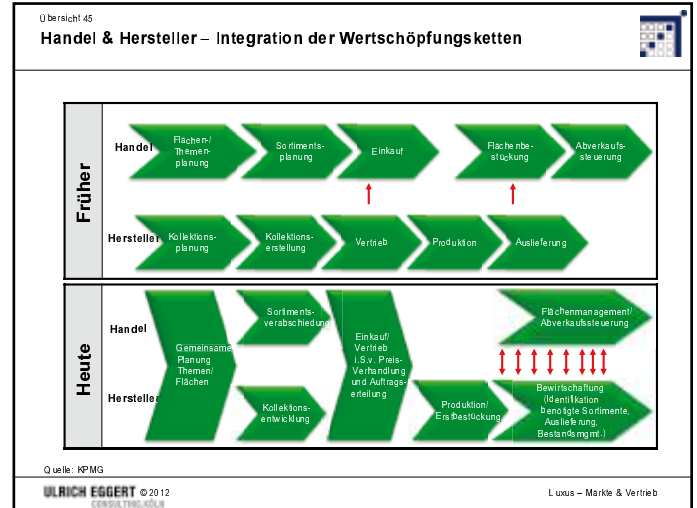 Übersicht 45
Handel & Hersteller – Integration der Wertschöpfungsketten
Früher
Handel
Flächen-/
Themen-
planung
Sortiments-
planung
Einkauf
Flächenbe-
stückung
Abverkaufs-
steuerung
Hersteller
Kollektions-
planung
Kollektions-
erstellung
Vertrieb
Produktion
Auslieferung
Heute
Handel
Hersteller
Gemeinsame
Planung
Themen/
Flächen
Sortiments-
verabschiedung
Kollektions-
entwicklung
Einkauf/
Vertrieb
i.S.v. Preis-
Verhandlung
und Auftrags-
erteilung
Produktion/
Erstbestückung
Flächenmanagement/
Abverkaufssteuerung
Bewirtschaftung
(Identifikation
benötigte Sortimente,
Auslieferung,
Bestandsmgmt.)
Quelle: KPMG
ULRICH EGGERT © 2012
CONSULTING.KÖLN
Luxus – Märkte & Vertrieb